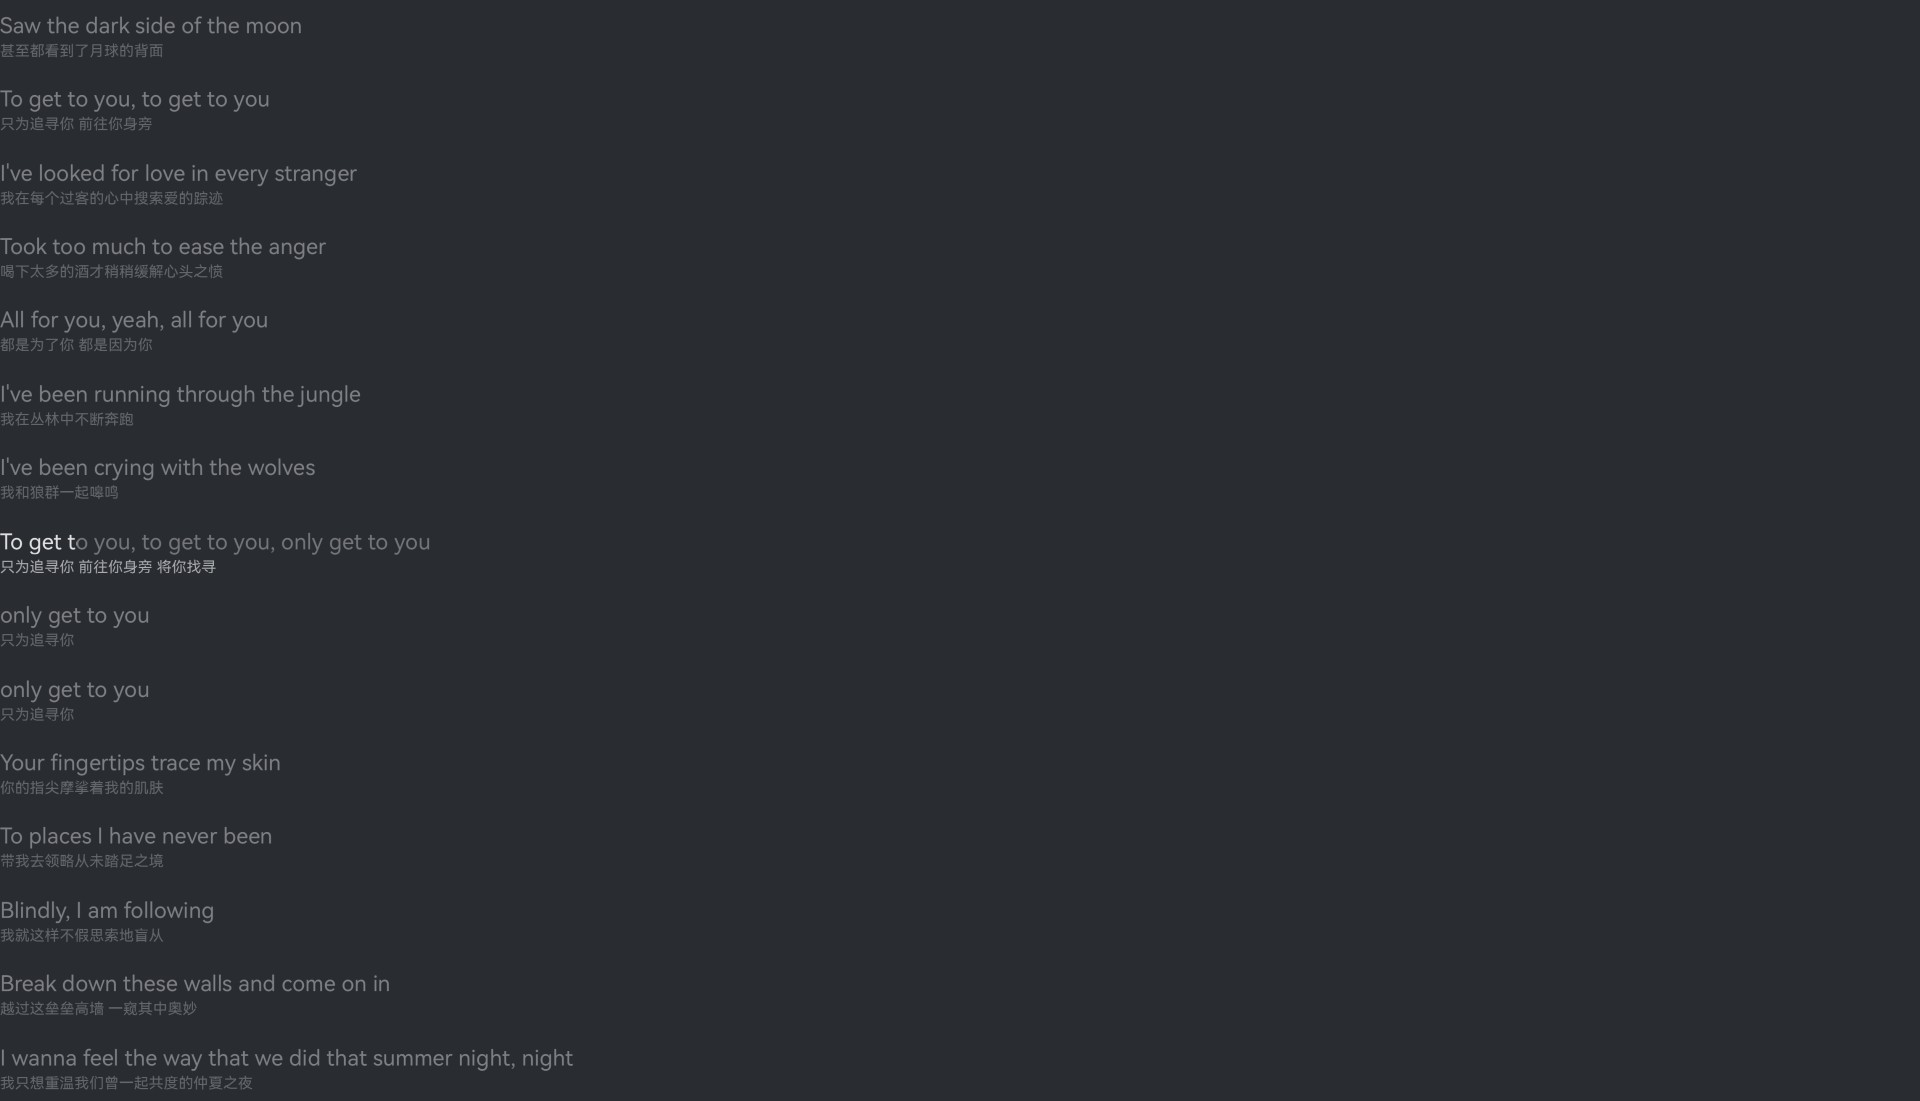 Saw the dark side of the moon
甚至都看到了月球的背面
To get to you, to get to you
只为追寻你 前往你身旁
I've looked for love in every stranger
我在每个过客的心中搜索爱的踪迹
Took too much to ease the anger
喝下太多的酒才稍稍缓解心头之愤
All for you, yeah, all for you
都是为了你 都是因为你
I've been running through the jungle
我在丛林中不断奔跑
I've been crying with the wolves
我和狼群一起嗥鸣
To get to you, to get to you, only get to you
只为追寻你 前往你身旁 将你找寻
only get to you
只为追寻你
only get to you
只为追寻你
Your fingertips trace my skin
你的指尖摩挲着我的肌肤
To places I have never been
带我去领略从未踏足之境
Blindly, I am following
我就这样不假思索地盲从
Break down these walls and come on in
越过这垒垒高墙 一窥其中奥妙
I wanna feel the way that we did that summer night, night
我只想重温我们曾一起共度的仲夏之夜